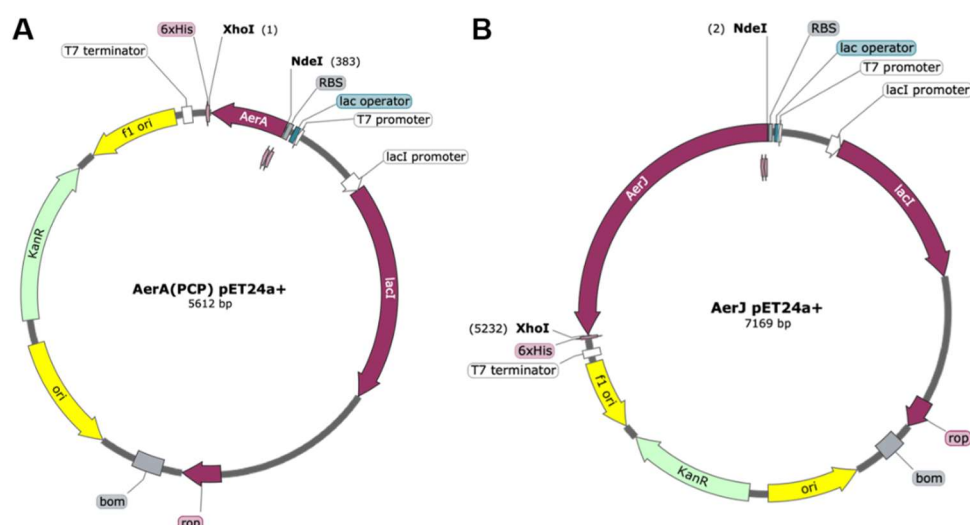 A
6xHis
XhoI (1)
T7 terminator
NdeI (383)
RBS
lac operator
T7 promoter
AerA
f1 ori
lacI promoter
KanR
lacI
AerA(PCP) pET24a+
5612 bp
ori
bom
rop
B
(2) NdeI
RBS
lac operator
T7 promoter
lacI promoter
AerJ
lacI
AerJ pET24a+
7169 bp
(5232) XhoI
6xHis
T7 terminator
f1 ori
KanR
ori
rop
bom